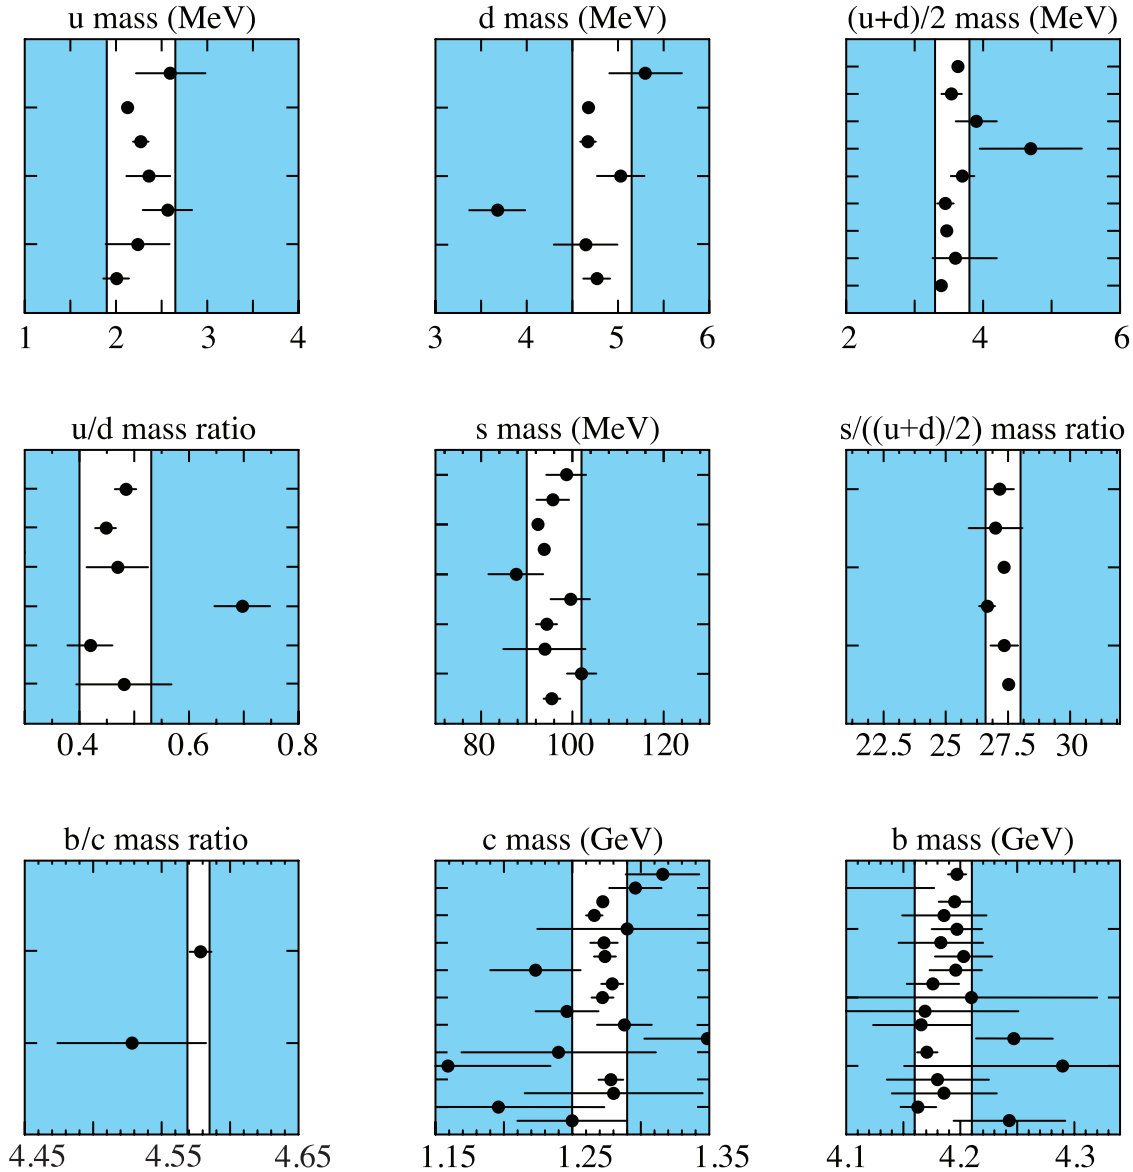 u mass (MeV) d mass (MeV) (u+d)/2 mass (MeV)
1 2 3 4 3 4 5 6 2 4 6
u/d mass ratio s mass (MeV) s/((u+d)/2) mass ratio
0.4 0.6 0.8 80 100 120 22.5 25 27.5 30
b/c mass ratio c mass (GeV) b mass (GeV)
4.45 4.55 4.65 1.15 1.25 1.35 4.1 4.2 4.3